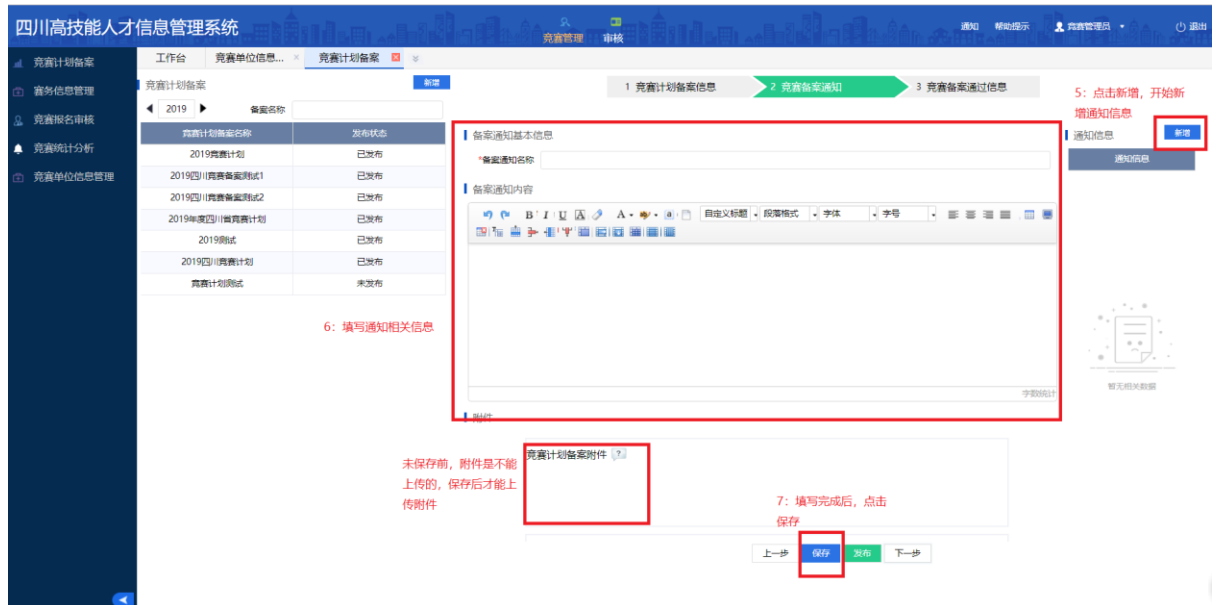 四川高技能人才信息管理系统
竞赛管理 审核
通知 帮助提示 竞赛管理员 退出
竞赛计划备案
赛务信息管理
竞赛报名审核
竞赛统计分析
竞赛单位信息管理
工作台 竞赛单位信息... × 竞赛计划备案
竞赛计划备案 新增
2019 备案名称
竞赛计划备案名称 发布状态
2019竞赛计划 已发布
2019四川竞赛备案测试1 已发布
2019四川竞赛备案测试2 已发布
2019年度四川省竞赛计划 已发布
2019测试 已发布
2019四川竞赛计划 已发布
竞赛计划测试 未发布
1 竞赛计划备案信息 2 竞赛备案通知 3 竞赛备案通过信息
5：点击新增，开始新
增通知信息
通知信息 新增
通知信息
备案通知基本信息
*备案通知名称
备案通知内容
B I U A A a 自定义标题 段落格式 字体 字号
6：填写通知相关信息
字数统计
暂无相关数据
附件
竞赛计划备案附件 ?
未保存前，附件是不能
上传的，保存后才能上
传附件
7：填写完成后，点击
保存
上一步 保存 发布 下一步